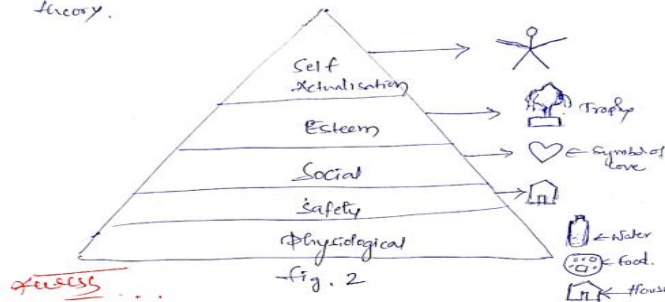 theory.
Self
Actualisation
Esteem
Trophy
Symbol of
love
Social
Safety
Physiological
Water
food.
House
fig. 2